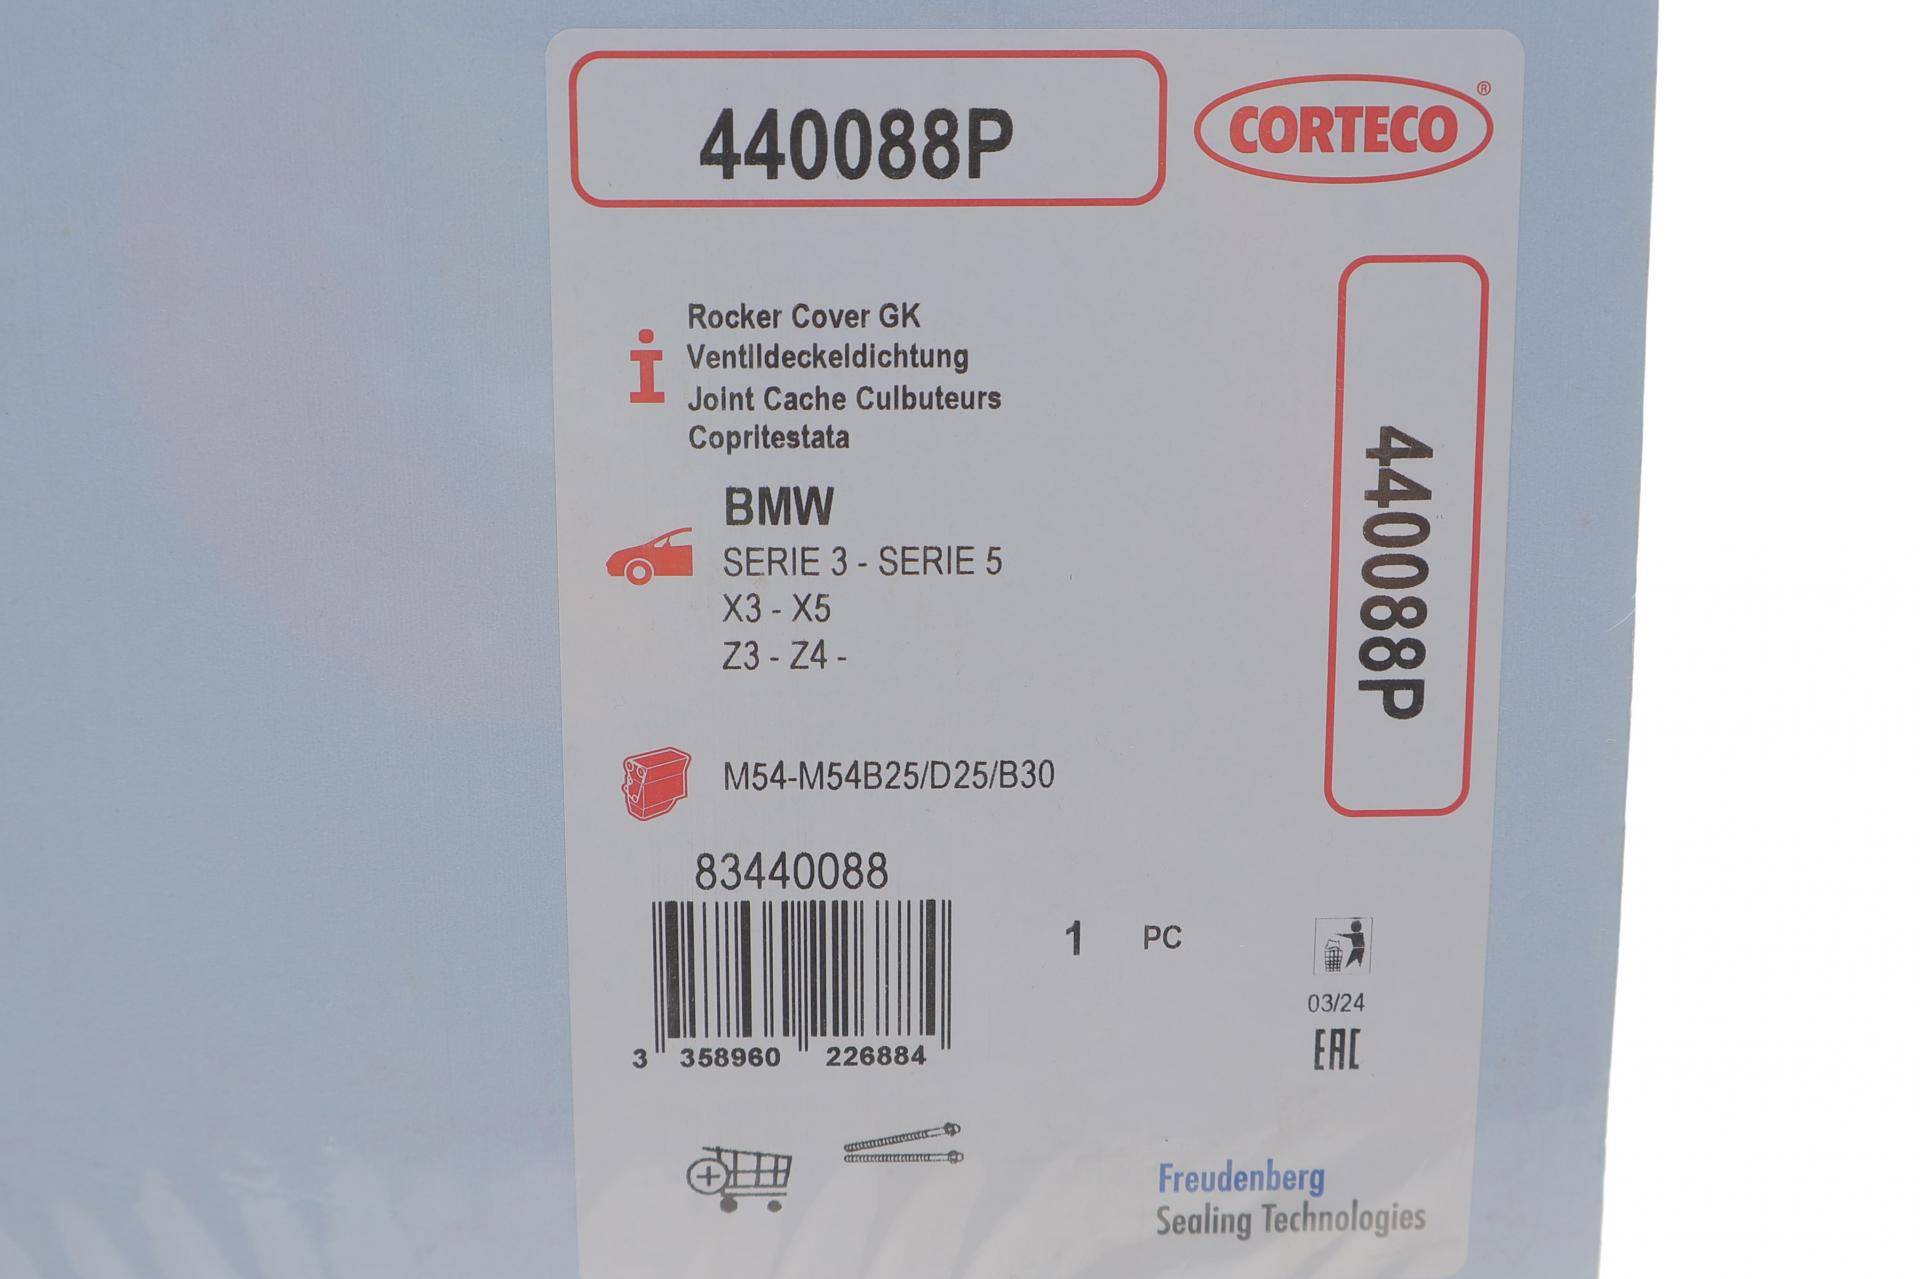 440088P
CORTECO®
Rocker Cover GK
Ventildeckeldichtung
Joint Cache Culbuteurs
Copritestata
BMW
SERIE 3 - SERIE 5
X3 - X5
Z3 - Z4 -
440088P
M54-M54B25/D25/B30
83440088
3 358960 226884
1 PC
03/24
EAC
Freudenberg
Sealing Technologies